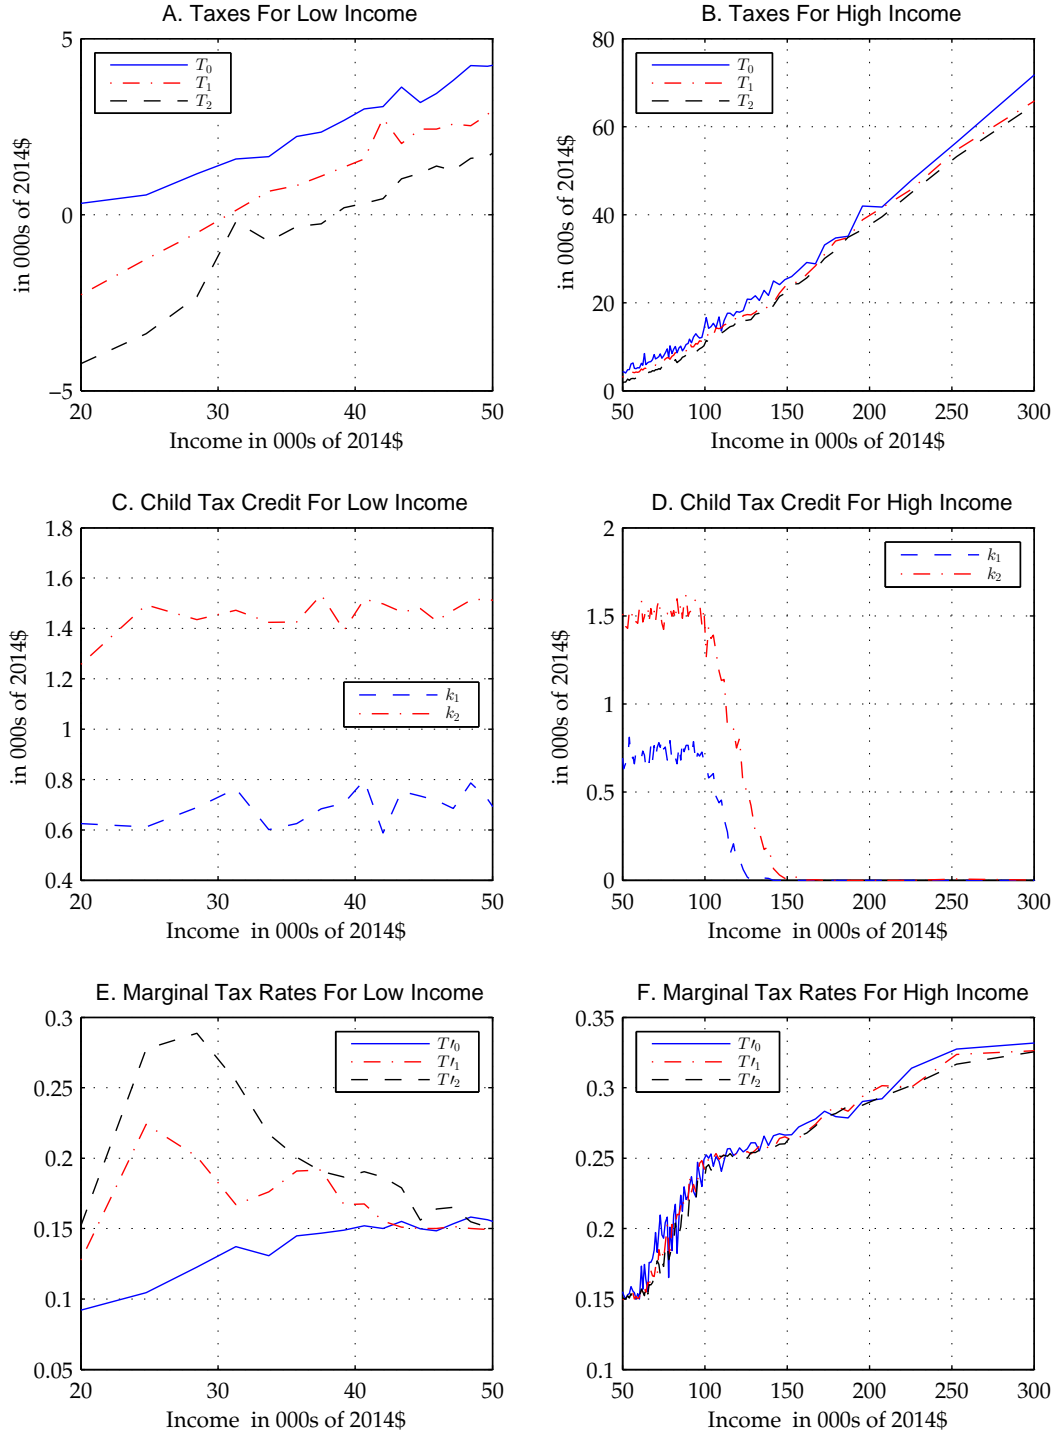 A. Taxes For Low Income
in 000s of 2014$
5
0
−5
T0
T1
T2
20 30 40 50
Income in 000s of 2014$
B. Taxes For High Income
in 000s of 2014$
80
60
40
20
0
T0
T1
T2
50 100 150 200 250 300
Income in 000s of 2014$
C. Child Tax Credit For Low Income
in 000s of 2014$
1.8
1.6
1.4
1.2
1
0.8
0.6
0.4
k1
k2
20 30 40 50
Income in 000s of 2014$
D. Child Tax Credit For High Income
in 000s of 2014$
2
1.5
1
0.5
0
k1
k2
50 100 150 200 250 300
Income in 000s of 2014$
E. Marginal Tax Rates For Low Income
0.3
0.25
0.2
0.15
0.1
0.05
T′0
T′1
T′2
20 30 40 50
Income in 000s of 2014$
F. Marginal Tax Rates For High Income
0.35
0.3
0.25
0.2
0.15
0.1
T′0
T′1
T′2
50 100 150 200 250 300
Income in 000s of 2014$